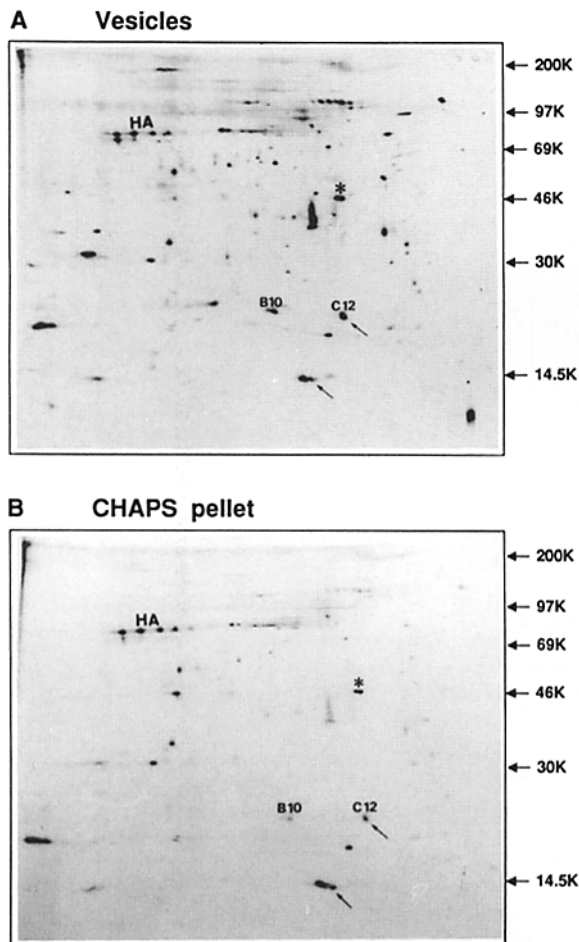 A Vesicles
200K
97K
HA
69K
*
46K
30K
B10 C12
14.5K
B CHAPS pellet
200K
97K
HA
69K
*
46K
30K
B10 C12
14.5K